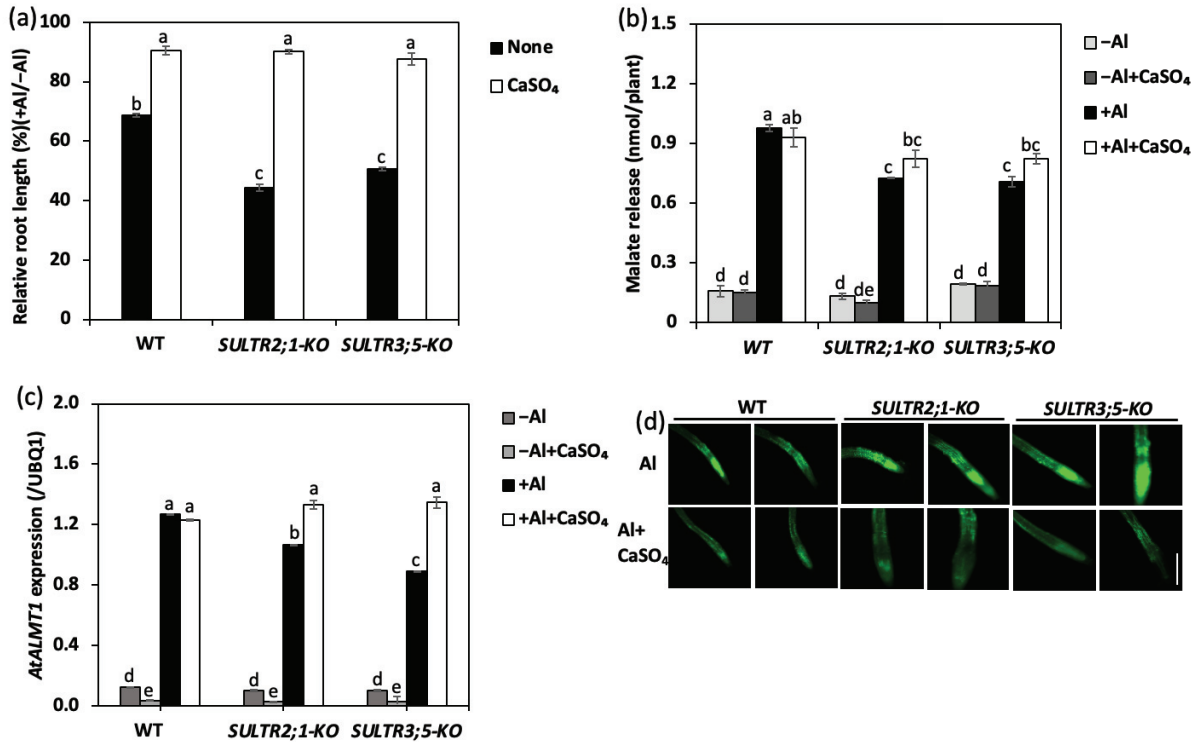 (a)
Relative root length (%)(+Al/−Al)
100
80
60
40
20
0
a
b
a
c
a
c
WT
SULTR2;1-KO
SULTR3;5-KO
None
CaSO₄
(b)
Malate release (nmol/plant)
1.5
1.2
0.9
0.6
0.3
0
d
d
a
ab
d
de
c
bc
d
d
c
bc
WT
SULTR2;1-KO
SULTR3;5-KO
−Al
−Al+CaSO₄
+Al
+Al+CaSO₄
(c)
AtALMT1 expression (/UBQ1)
2.0
1.6
1.2
0.8
0.4
0.0
d
e
a
a
d
e
b
a
d
e
c
a
WT
SULTR2;1-KO
SULTR3;5-KO
−Al
−Al+CaSO₄
+Al
+Al+CaSO₄
(d)
WT
SULTR2;1-KO
SULTR3;5-KO
Al
Al+
CaSO₄